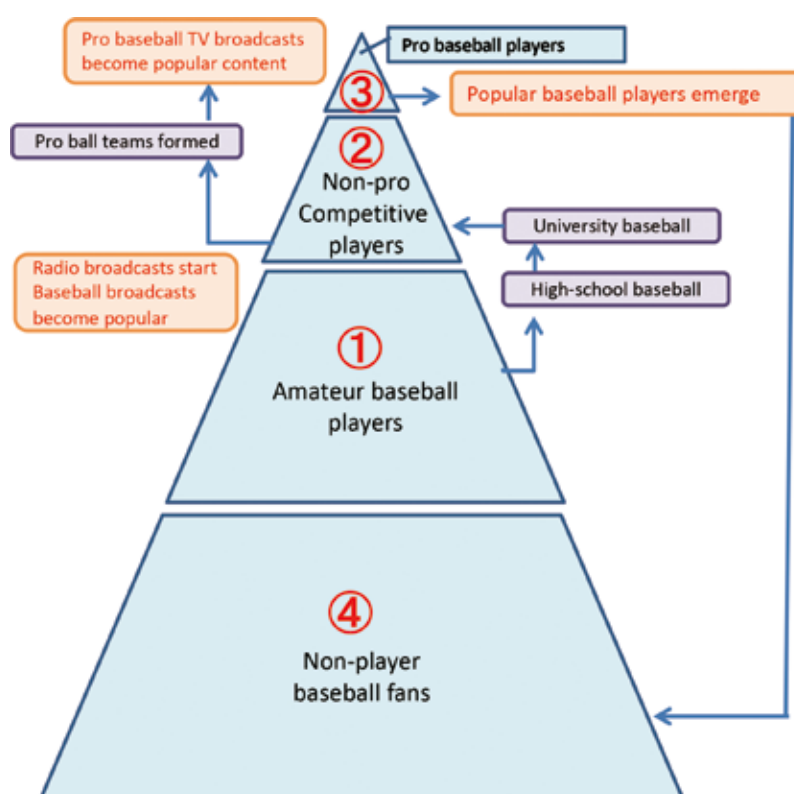 Pro baseball TV broadcasts
become popular content
Pro baseball players
③
Popular baseball players emerge
Pro ball teams formed
②
Non-pro
Competitive
players
University baseball
Radio broadcasts start
Baseball broadcasts
become popular
High-school baseball
①
Amateur baseball
players
④
Non-player
baseball fans